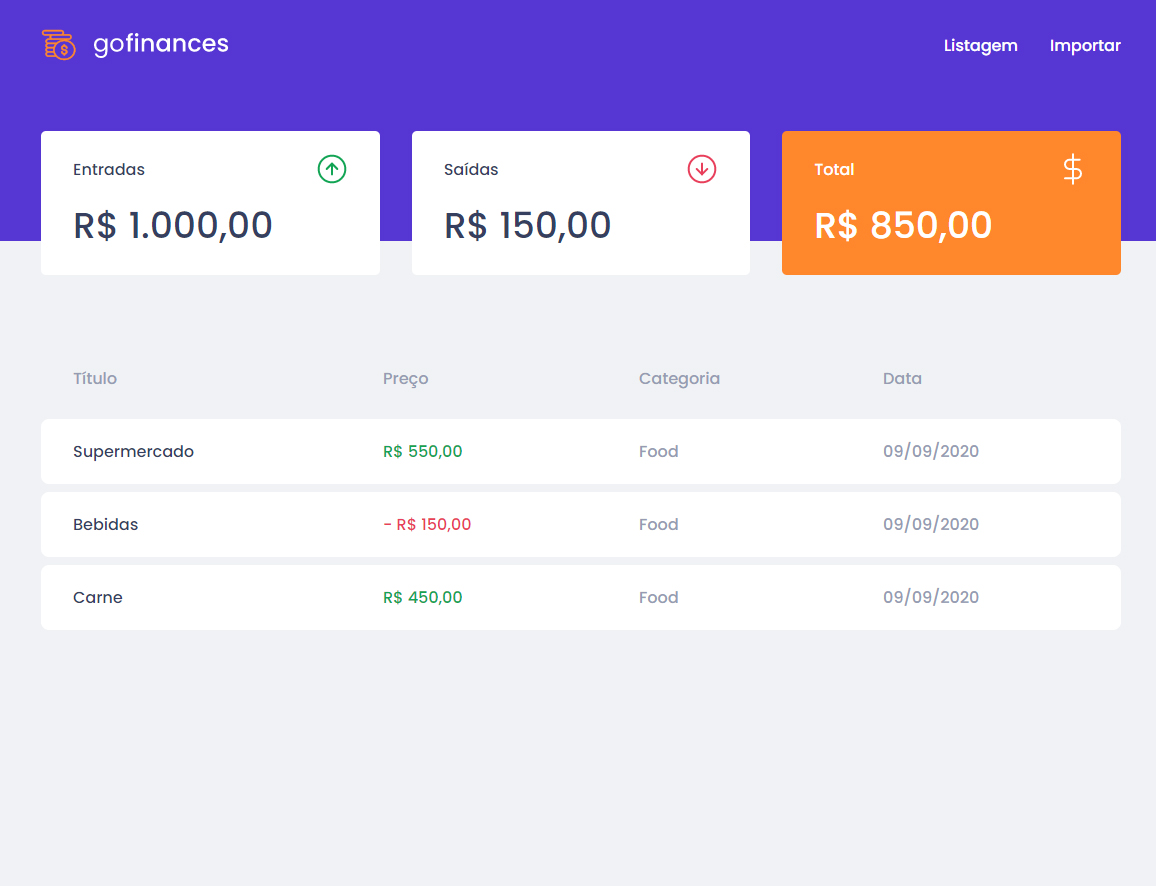 gofinances Listagem Importar
Entradas Saídas Total $
R$ 1.000,00 R$ 150,00 R$ 850,00
Título Preço Categoria Data
Supermercado R$ 550,00 Food 09/09/2020
Bebidas - R$ 150,00 Food 09/09/2020
Carne R$ 450,00 Food 09/09/2020